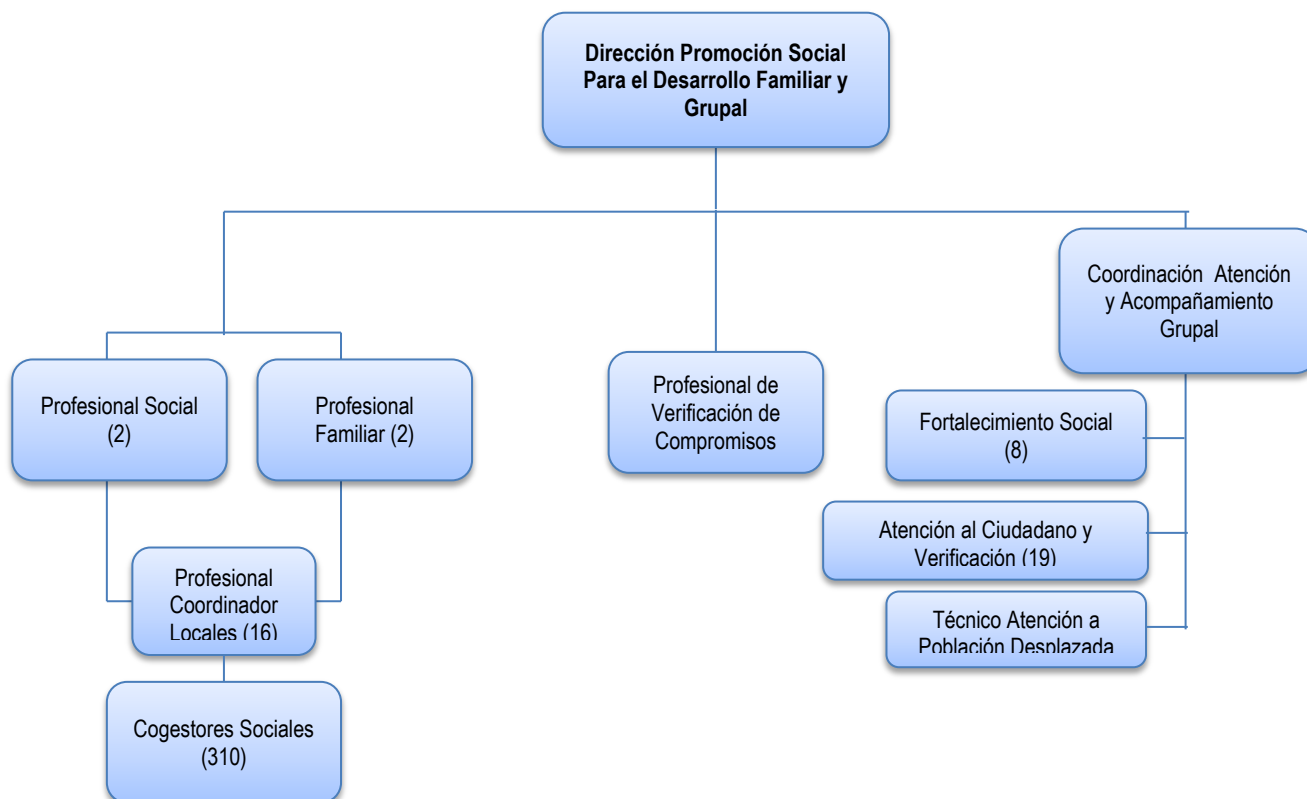 Dirección Promoción Social
Para el Desarrollo Familiar y
Grupal
Coordinación Atención
y Acompañamiento
Grupal
Profesional Social
(2)
Profesional
Familiar (2)
Profesional de
Verificación de
Compromisos
Fortalecimiento Social
(8)
Atención al Ciudadano y
Verificación (19)
Profesional
Coordinador
Locales (16)
Técnico Atención a
Población Desplazada
Cogestores Sociales
(310)